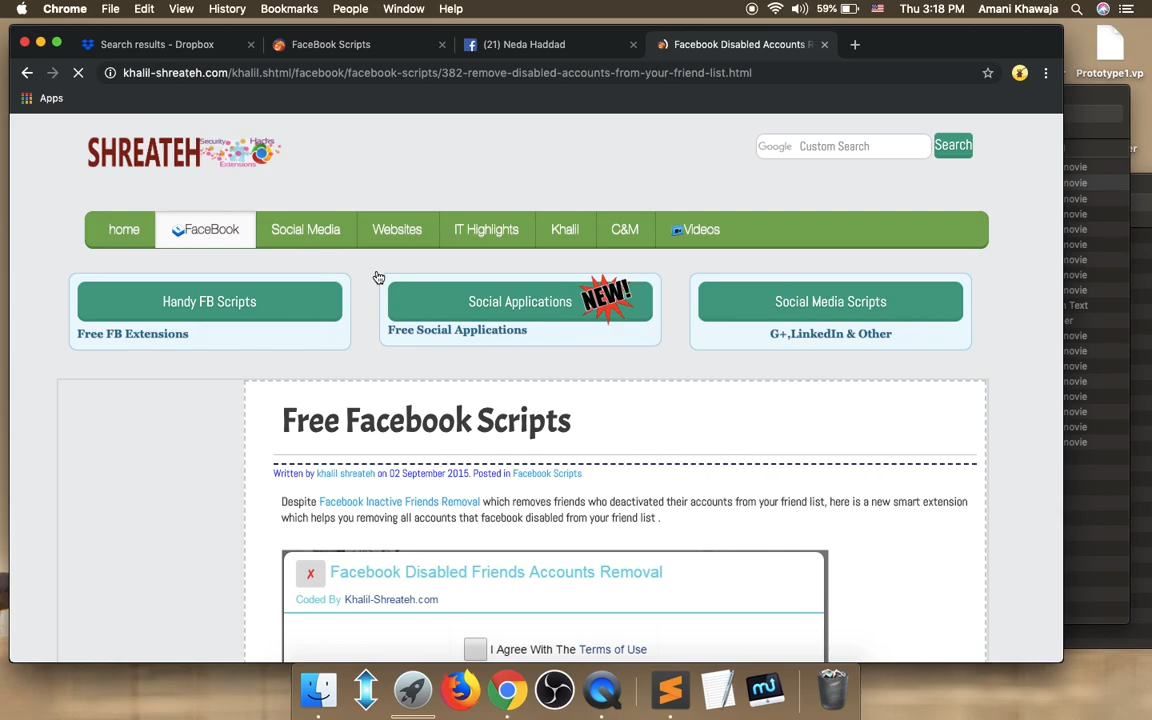 Chrome File Edit View History Bookmarks People Window Help 59% Thu 3:18 PM Amani Khawaja
Search results - Dropbox FaceBook Scripts (21) Neda Haddad Facebook Disabled Accounts R
khalil-shreateh.com/khalil.shtml/facebook/facebook-scripts/382-remove-disabled-accounts-from-your-friend-list.html
Apps
Prototype1.vp
SHREATEH Security Hacks Extensions
Google Custom Search Search
home FaceBook Social Media Websites IT Highlights Khalil C&M Videos
Handy FB Scripts
Free FB Extensions
Social Applications NEW!
Free Social Applications
Social Media Scripts
G+,LinkedIn & Other
Free Facebook Scripts
Written by khalil shreateh on 02 September 2015. Posted in Facebook Scripts
Despite Facebook Inactive Friends Removal which removes friends who deactivated their accounts from your friend list, here is a new smart extension
which helps you removing all accounts that facebook disabled from your friend list .
✗ Facebook Disabled Friends Accounts Removal
Coded By Khalil-Shreateh.com
I Agree With The Terms of Use